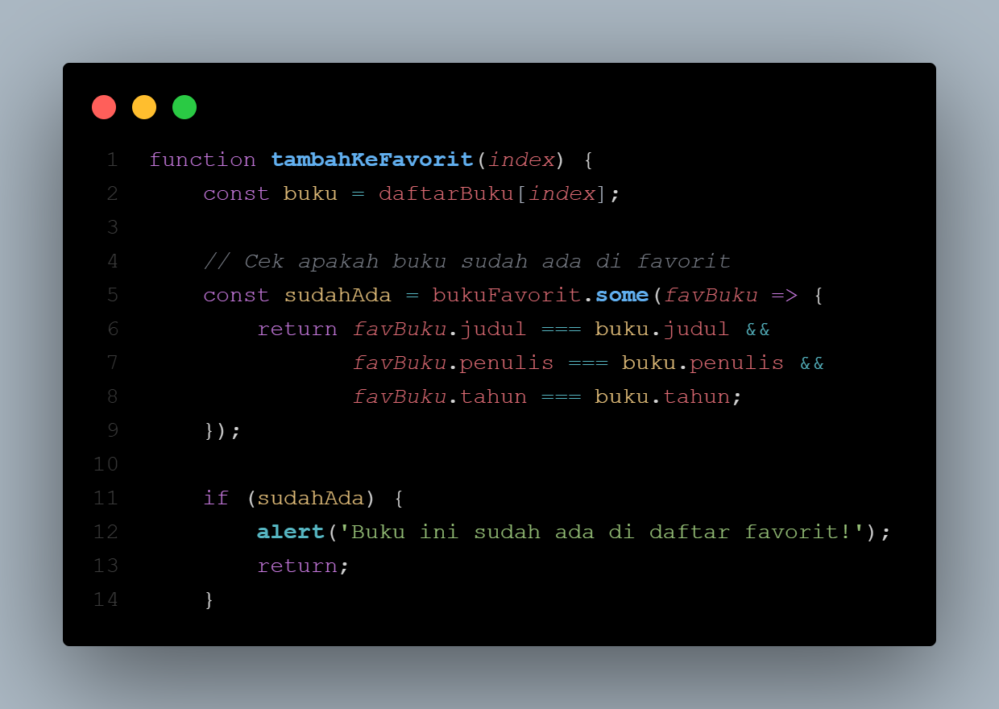 1 function tambahKeFavorit(index) {
2     const buku = daftarBuku[index];
3
4     // Cek apakah buku sudah ada di favorit
5     const sudahAda = bukuFavorit.some(favBuku => {
6         return favBuku.judul === buku.judul &&
7                favBuku.penulis === buku.penulis &&
8                favBuku.tahun === buku.tahun;
9     });
10
11     if (sudahAda) {
12         alert('Buku ini sudah ada di daftar favorit!');
13         return;
14     }